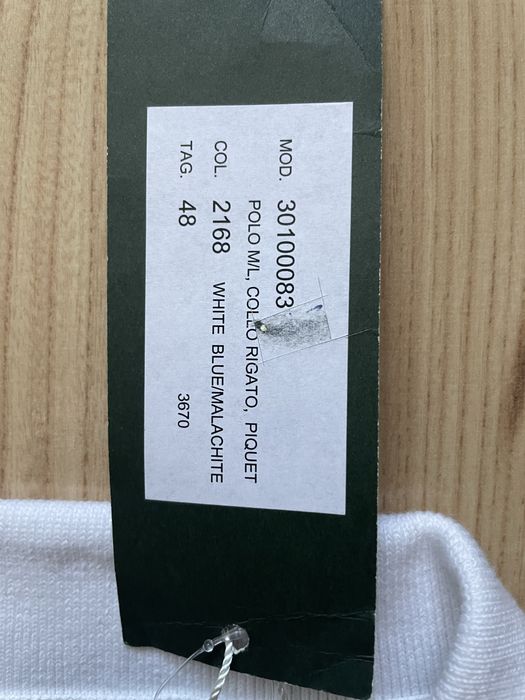 MOD. 30100083
POLO M/L, COLLO RIGATO, PIQUET
COL. 2168 WHITE BLUE/MALACHITE
TAG. 48 3670